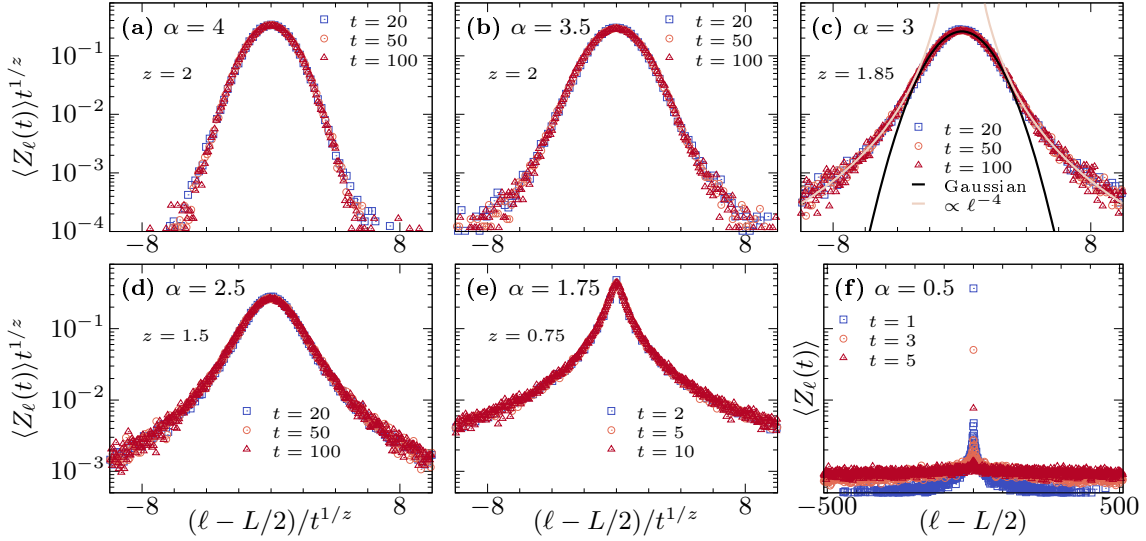 (a) α = 4
t = 20
t = 50
t = 100
z = 2
⟨Z_ℓ(t)⟩t^{1/z}
10^{-1}
10^{-2}
10^{-3}
10^{-4}
−8
8
(b) α = 3.5
t = 20
t = 50
t = 100
z = 2
−8
8
(c) α = 3
z = 1.85
t = 20
t = 50
t = 100
Gaussian
∝ ℓ^{−4}
−8
8
(d) α = 2.5
z = 1.5
t = 20
t = 50
t = 100
⟨Z_ℓ(t)⟩t^{1/z}
10^{-1}
10^{-2}
10^{-3}
−8
8
(ℓ − L/2)/t^{1/z}
(e) α = 1.75
z = 0.75
t = 2
t = 5
t = 10
−8
8
(ℓ − L/2)/t^{1/z}
(f) α = 0.5
t = 1
t = 3
t = 5
⟨Z_ℓ(t)⟩
−500
500
(ℓ − L/2)